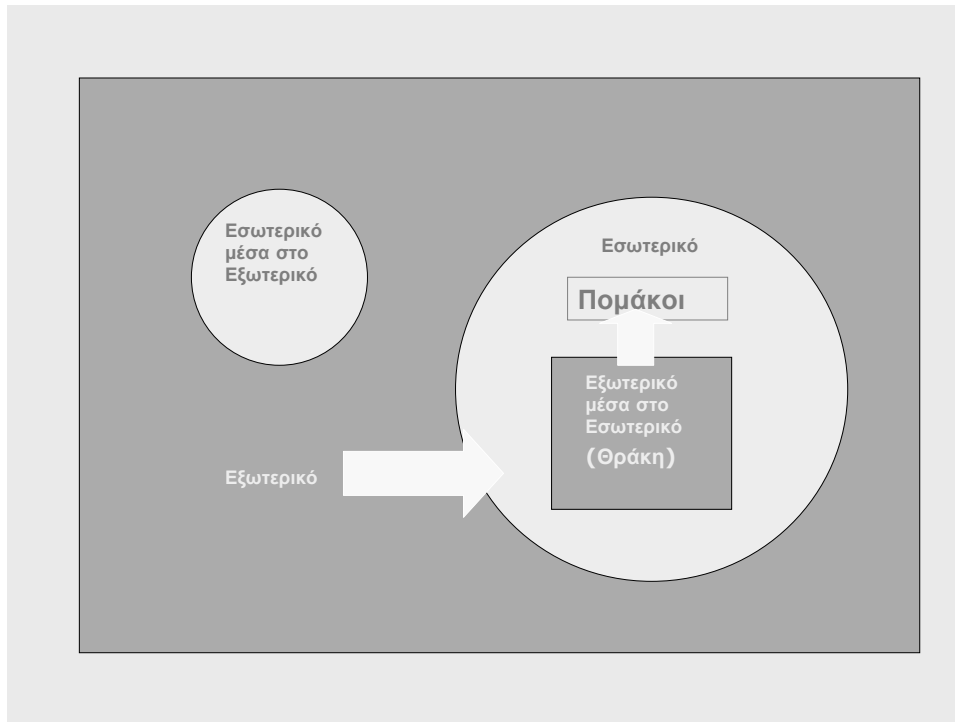 Εσωτερικό
μέσα στο
Εξωτερικό
Εσωτερικό
Πομάκοι
Εξωτερικό
μέσα στο
Εσωτερικό
(Θράκη)
Εξωτερικό